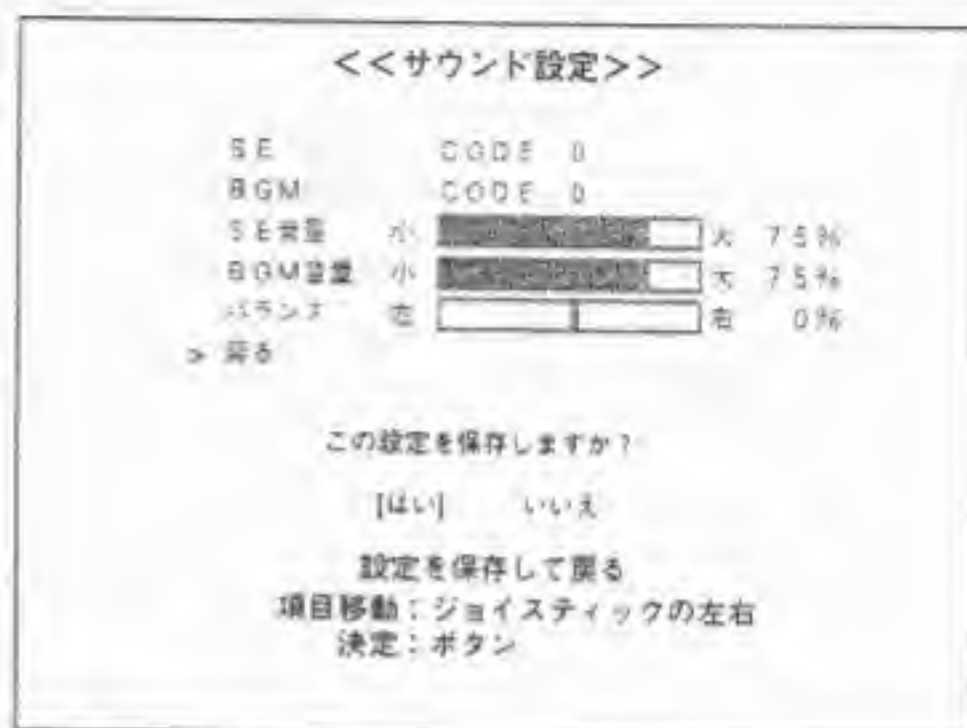 <<サウンド設定>>
SE CODE 0
BGM CODE 0
SE音量 小 大 75%
BGM音量 小 大 75%
バランス 左 右 0%
> 戻る
この設定を保存しますか?
[はい] いいえ
設定を保存して戻る
項目移動:ジョイスティックの左右
決定:ボタン